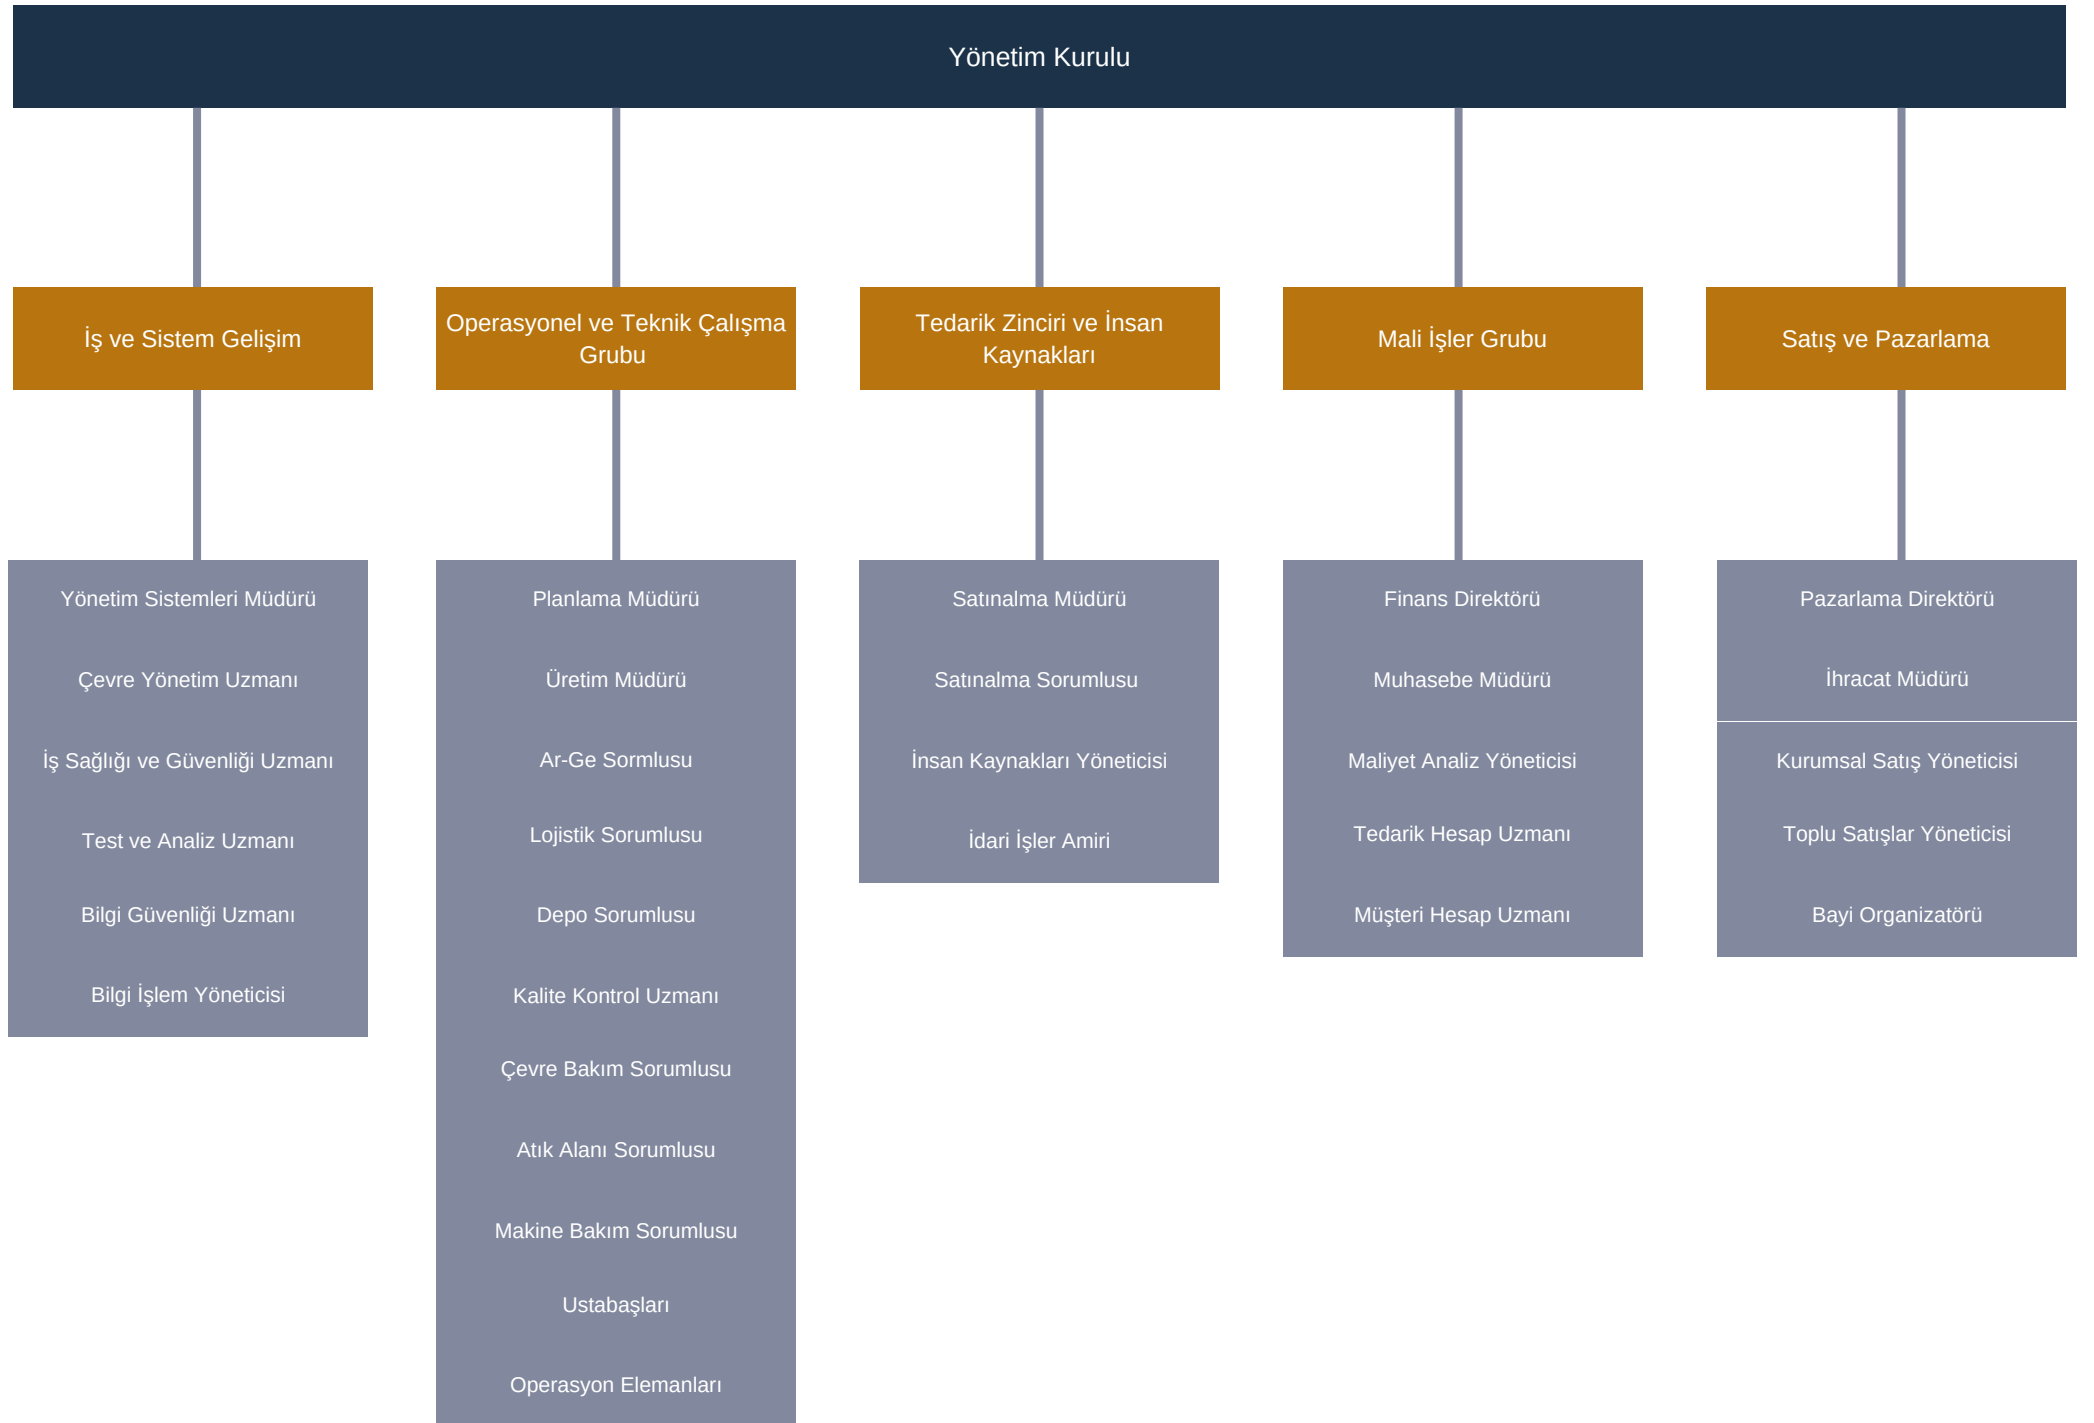 Yönetim Kurulu
İş ve Sistem Gelişim
Operasyonel ve Teknik Çalışma
Grubu
Tedarik Zinciri ve İnsan
Kaynakları
Mali İşler Grubu
Satış ve Pazarlama
Yönetim Sistemleri Müdürü
Çevre Yönetim Uzmanı
İş Sağlığı ve Güvenliği Uzmanı
Test ve Analiz Uzmanı
Bilgi Güvenliği Uzmanı
Bilgi İşlem Yöneticisi
Planlama Müdürü
Üretim Müdürü
Ar-Ge Sormlusu
Lojistik Sorumlusu
Depo Sorumlusu
Kalite Kontrol Uzmanı
Çevre Bakım Sorumlusu
Atık Alanı Sorumlusu
Makine Bakım Sorumlusu
Ustabaşları
Operasyon Elemanları
Satınalma Müdürü
Satınalma Sorumlusu
İnsan Kaynakları Yöneticisi
İdari İşler Amiri
Finans Direktörü
Muhasebe Müdürü
Maliyet Analiz Yöneticisi
Tedarik Hesap Uzmanı
Müşteri Hesap Uzmanı
Pazarlama Direktörü
İhracat Müdürü
Kurumsal Satış Yöneticisi
Toplu Satışlar Yöneticisi
Bayi Organizatörü